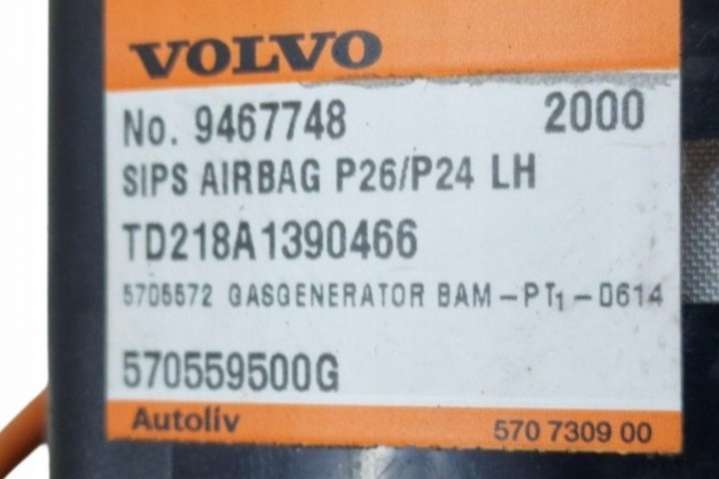 VOLVO
No. 9467748 2000
SIPS AIRBAG P26/P24 LH
TD218A1390466
5705572 GASGENERATOR BAM-PT1-0614
570559500G
Autoliv 570 7309 00